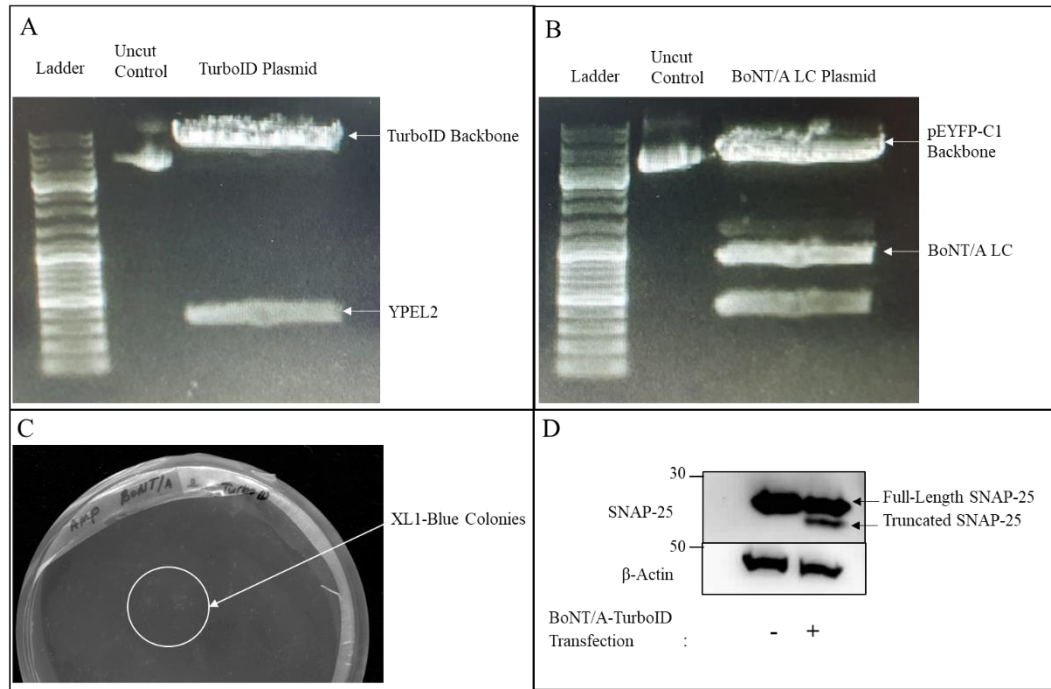 A
Ladder
Uncut
Control
TurboID Plasmid
TurboID Backbone
YPEL2
B
Ladder
Uncut
Control
BoNT/A LC Plasmid
pEYFP-C1
Backbone
BoNT/A LC
C
AMP BoNT/A TurboID
XL1-Blue Colonies
D
30
SNAP-25
Full-Length SNAP-25
Truncated SNAP-25
50
β-Actin
BoNT/A-TurboID
Transfection : - +